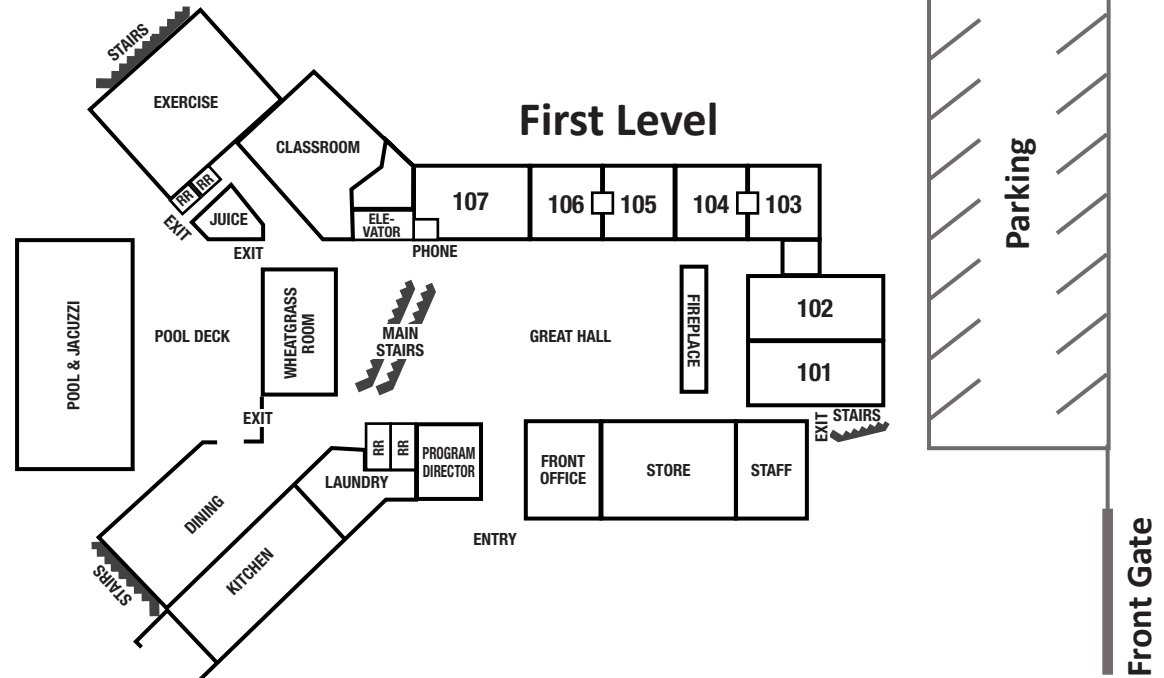 STAIRS
EXERCISE
First Level
CLASSROOM
Parking
RR
RR
JUICE
EXIT
EXIT
ELE-
VATOR
PHONE
107
106
105
104
103
POOL & JACUZZI
POOL DECK
WHEATGRASS
ROOM
MAIN
STAIRS
GREAT HALL
FIREPLACE
102
101
EXIT
EXIT
STAIRS
RR
RR
PROGRAM
DIRECTOR
LAUNDRY
FRONT
OFFICE
STORE
STAFF
DINING
KITCHEN
STAIRS
ENTRY
Front Gate